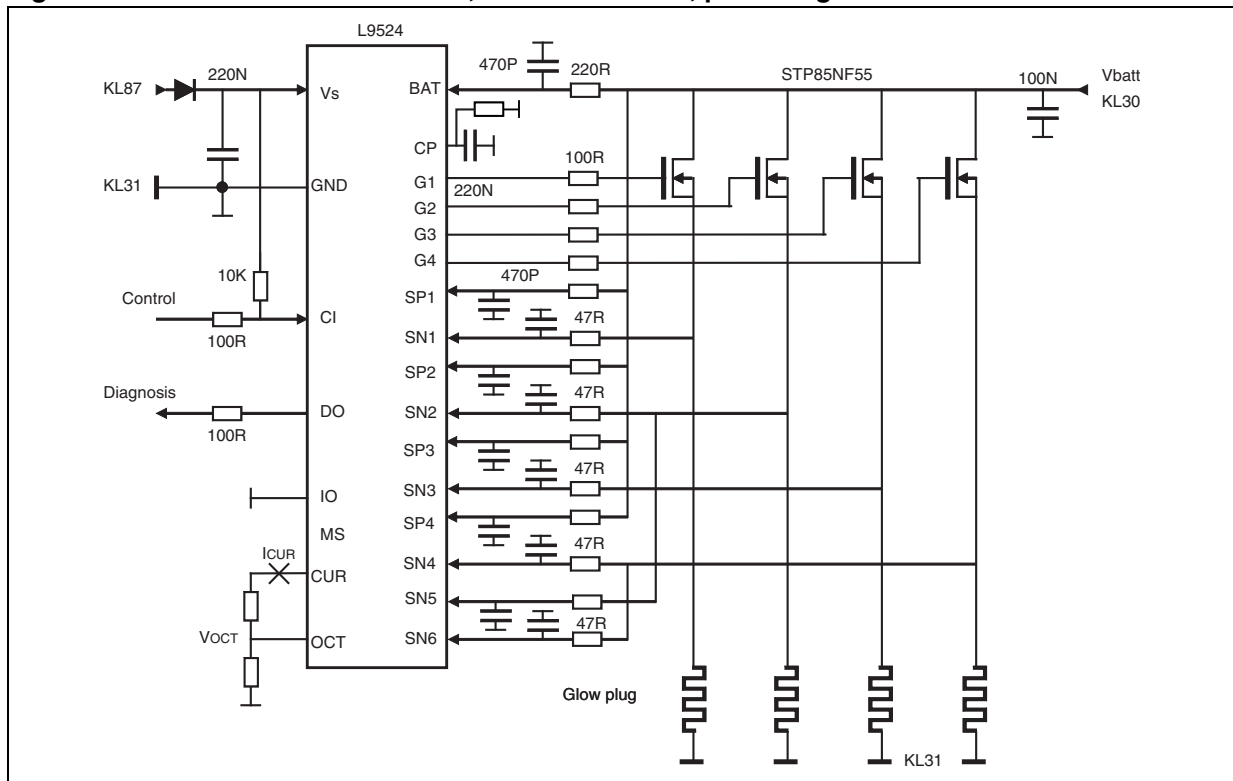 L9524
KL87
220N
Vs
KL31
GND
10K
Control
CI
100R
Diagnosis
DO
100R
IO
MS
ICUR
CUR
VOCT
OCT
BAT
470P
220R
STP85NF55
100N
Vbatt
KL30
CP
220N
G1
100R
G2
G3
G4
SP1
470P
SN1
47R
SP2
SN2
47R
SP3
SN3
47R
SP4
SN4
47R
SN5
SN6
47R
Glow plug
KL31